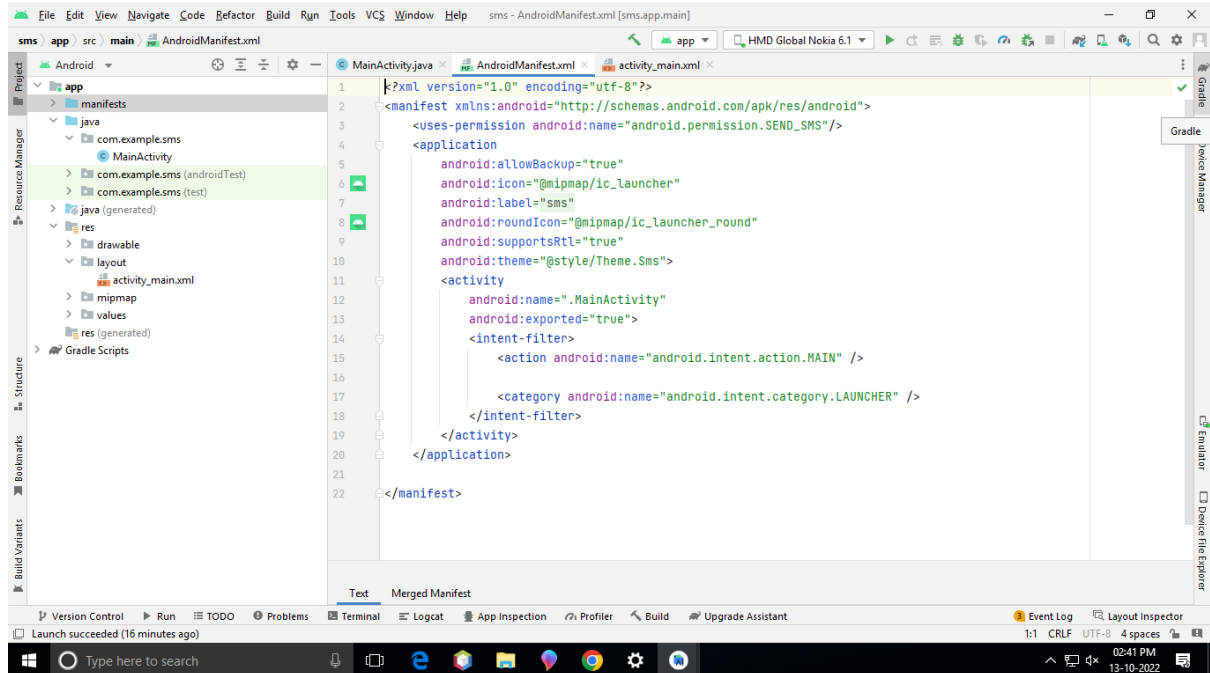 File Edit View Navigate Code Refactor Build Run Tools VCS Window Help sms - AndroidManifest.xml [sms.app.main]
sms app src main AndroidManifest.xml app HMD Global Nokia 6.1
Android MainActivity.java AndroidManifest.xml activity_main.xml
Project
Resource Manager
Structure
Bookmarks
Build Variants
app
manifests
java
com.example.sms
MainActivity
com.example.sms (androidTest)
com.example.sms (test)
java (generated)
res
drawable
layout
activity_main.xml
mipmap
values
res (generated)
Gradle Scripts
1 <?xml version="1.0" encoding="utf-8"?>
2 <manifest xmlns:android="http://schemas.android.com/apk/res/android">
3 <uses-permission android:name="android.permission.SEND_SMS"/>
4 <application
5 android:allowBackup="true"
6 android:icon="@mipmap/ic_launcher"
7 android:label="sms"
8 android:roundIcon="@mipmap/ic_launcher_round"
9 android:supportsRtl="true"
10 android:theme="@style/Theme.Sms">
11 <activity
12 android:name=".MainActivity"
13 android:exported="true">
14 <intent-filter>
15 <action android:name="android.intent.action.MAIN" />
16
17 <category android:name="android.intent.category.LAUNCHER" />
18 </intent-filter>
19 </activity>
20 </application>
21
22 </manifest>
Gradle
Gradle
Device Manager
Emulator
Device File Explorer
Text Merged Manifest
Version Control Run TODO Problems Terminal Logcat App Inspection Profiler Build Upgrade Assistant 3 Event Log Layout Inspector
Launch succeeded (16 minutes ago) 1:1 CRLF UTF-8 4 spaces
Type here to search 02:41 PM
13-10-2022